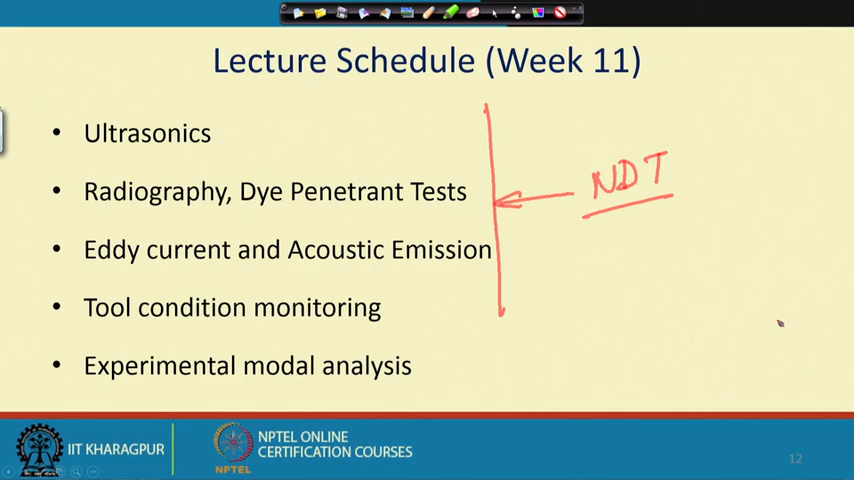 Lecture Schedule (Week 11)
• Ultrasonics
• Radiography, Dye Penetrant Tests
• Eddy current and Acoustic Emission
• Tool condition monitoring
• Experimental modal analysis
NDT
IIT KHARAGPUR
NPTEL
NPTEL ONLINE
CERTIFICATION COURSES
12